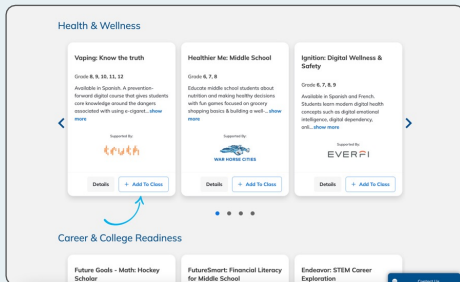 Health & Wellness
Vaping: Know the truth
Grade 8, 9, 10, 11, 12
Available in Spanish. A prevention-
forward digital course that gives students
core knowledge around the dangers
associated with using e-cigaret...show
more
Supported By:
truth
Details
+ Add To Class
Healthier Me: Middle School
Grade 6, 7, 8
Educate middle school students about
nutrition and making healthy decisions
with fun games focused on grocery
shopping basics & building a well-...show
more
Supported By:
WAR HORSE CITIES
Details
+ Add To Class
Ignition: Digital Wellness &
Safety
Grade 6, 7, 8, 9
Available in Spanish and French.
Students learn modern digital health
concepts such as digital emotional
intelligence, digital dependency,
onli...show more
Supported By:
EVERFI
Details
+ Add To Class
Career & College Readiness
Future Goals - Math: Hockey
Scholar
FutureSmart: Financial Literacy
for Middle School
Endeavor: STEM Career
Exploration
Contact Us